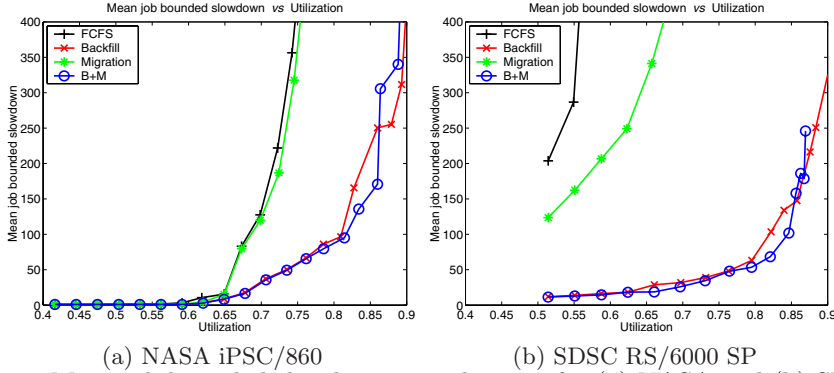 Mean job bounded slowdown vs Utilization
400
350
300
250
200
150
100
50
0
Mean job bounded slowdown
FCFS
Backfill
Migration
B+M
0.4 0.45 0.5 0.55 0.6 0.65 0.7 0.75 0.8 0.85 0.9
Utilization
(a) NASA iPSC/860
Mean job bounded slowdown vs Utilization
400
350
300
250
200
150
100
50
0
Mean job bounded slowdown
FCFS
Backfill
Migration
B+M
0.4 0.45 0.5 0.55 0.6 0.65 0.7 0.75 0.8 0.85 0.9
Utilization
(b) SDSC RS/6000 SP